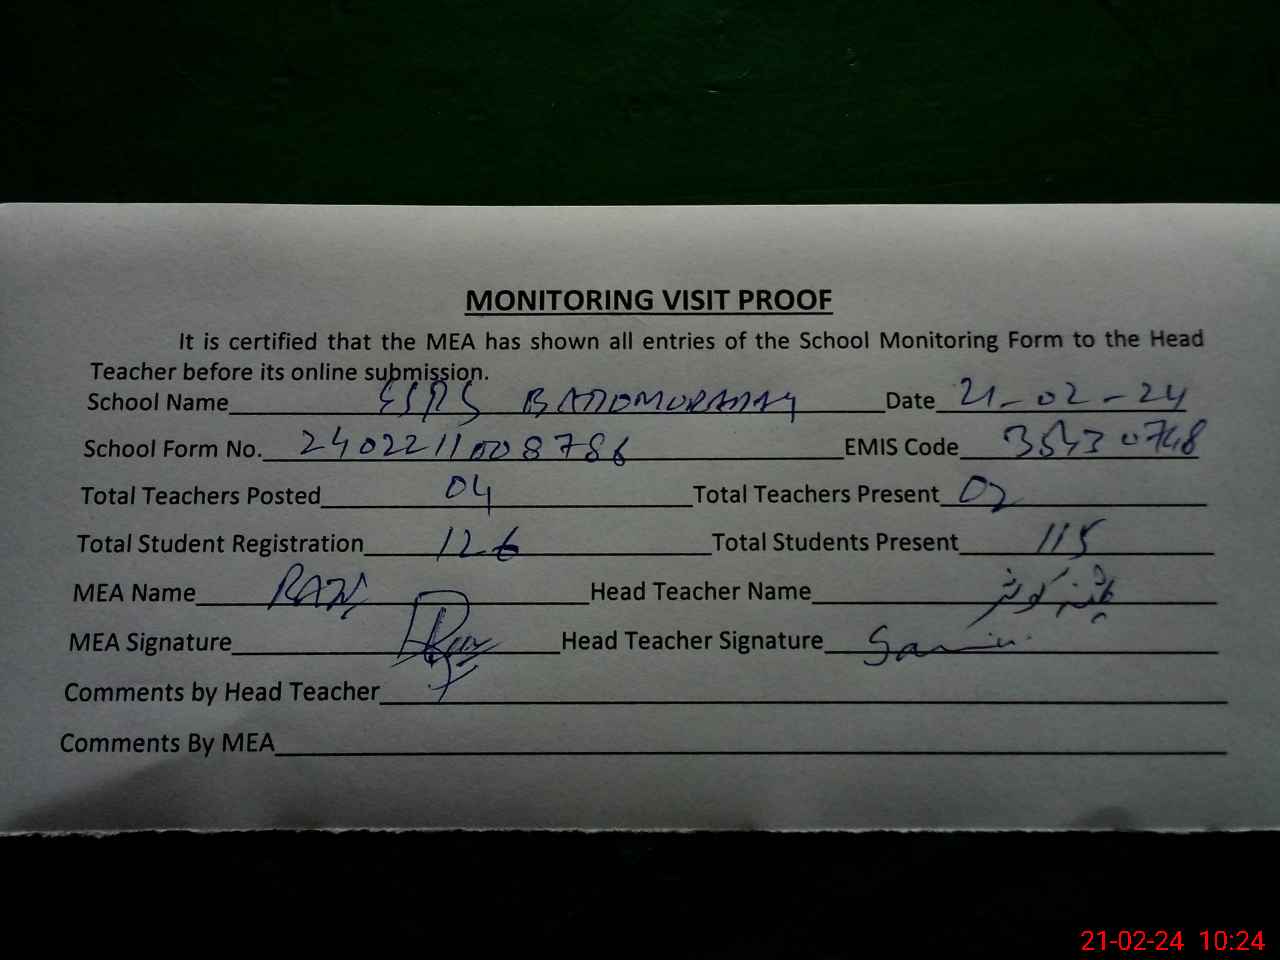 MONITORING VISIT PROOF
It is certified that the MEA has shown all entries of the School Monitoring Form to the Head
Teacher before its online submission.
School Name Date 21-02-24
School Form No. 2402211008786 EMIS Code 35430748
Total Teachers Posted 04 Total Teachers Present 02
Total Student Registration 126 Total Students Present 115
MEA Name Head Teacher Name
MEA Signature Head Teacher Signature
Comments by Head Teacher
Comments By MEA
21-02-24 10:24